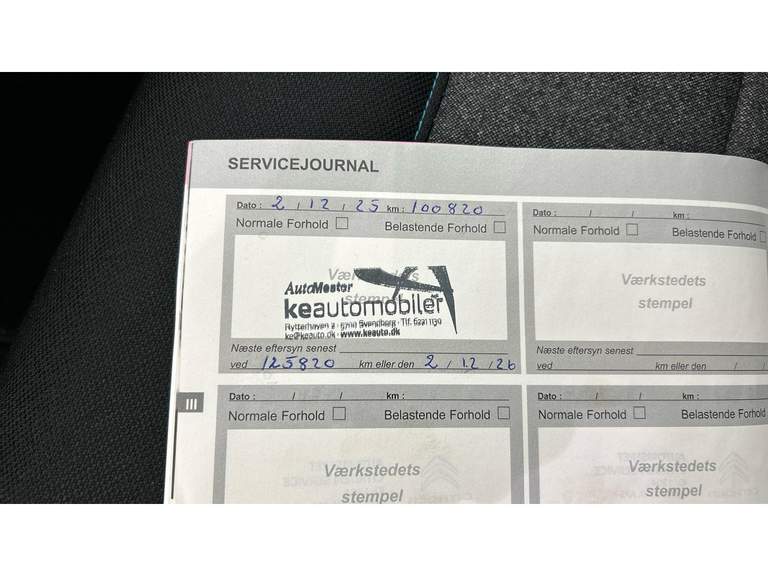 SERVICEJOURNAL
Dato : 2 / 12 / 25 km : 100820
Normale Forhold Belastende Forhold
Værkstedets
stempel
AutoMester
keautomobiler
Rytterhaven 2 · 5700 Svendborg · Tlf. 6221 1130
ke@keauto.dk · www.keauto.dk
Næste eftersyn senest
ved 125820 km eller den 2 / 12 / 26
Dato : / / km :
Normale Forhold Belastende Forhold
Værkstedets
stempel
Næste eftersyn senest
ved km eller den / /
III
Dato : / / km :
Normale Forhold Belastende Forhold
Værkstedets
stempel
Dato : / / km :
Normale Forhold Belastende Forhold
Værkstedets
stempel